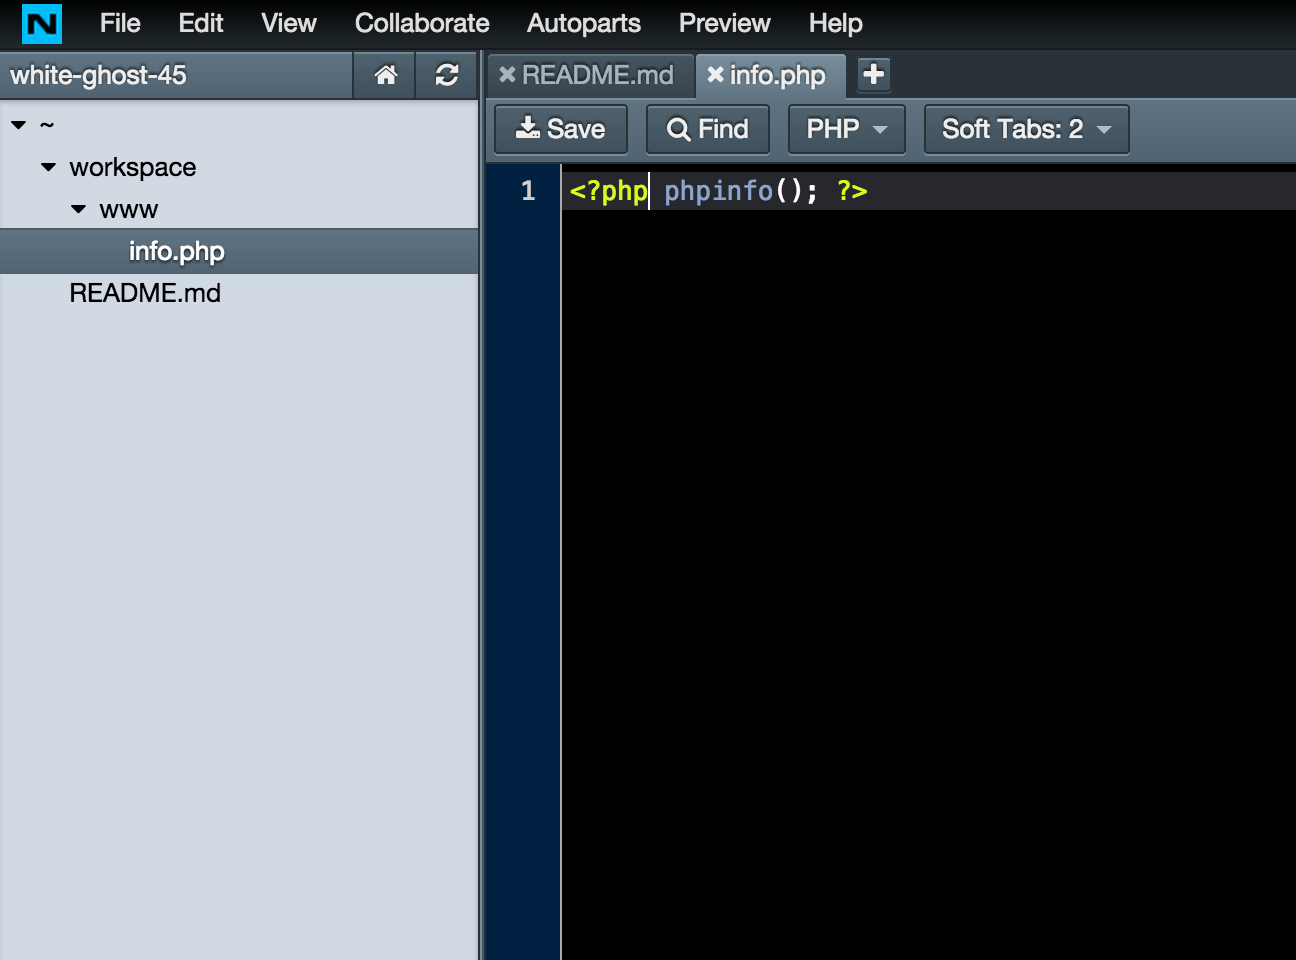 N File Edit View Collaborate Autoparts Preview Help
white-ghost-45
README.md info.php
Save Find PHP Soft Tabs: 2
~
workspace
www
info.php
README.md
1 <?php phpinfo(); ?>